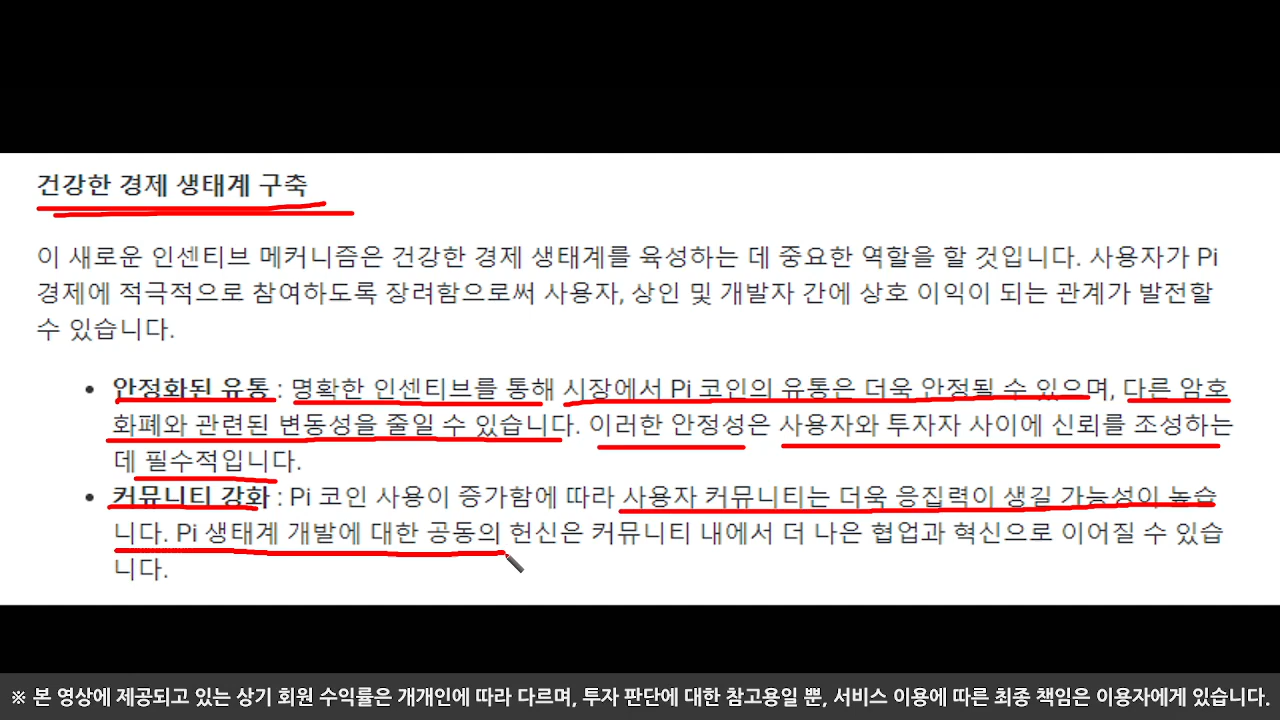 건강한 경제 생태계 구축
이 새로운 인센티브 메커니즘은 건강한 경제 생태계를 육성하는 데 중요한 역할을 할 것입니다. 사용자가 Pi
경제에 적극적으로 참여하도록 장려함으로써 사용자, 상인 및 개발자 간에 상호 이익이 되는 관계가 발전할
수 있습니다.
• 안정화된 유통 : 명확한 인센티브를 통해 시장에서 Pi 코인의 유통은 더욱 안정될 수 있으며, 다른 암호
화폐와 관련된 변동성을 줄일 수 있습니다. 이러한 안정성은 사용자와 투자자 사이에 신뢰를 조성하는
데 필수적입니다.
• 커뮤니티 강화 : Pi 코인 사용이 증가함에 따라 사용자 커뮤니티는 더욱 응집력이 생길 가능성이 높습
니다. Pi 생태계 개발에 대한 공동의 헌신은 커뮤니티 내에서 더 나은 협업과 혁신으로 이어질 수 있습
니다.
※ 본 영상에 제공되고 있는 상기 회원 수익률은 개개인에 따라 다르며, 투자 판단에 대한 참고용일 뿐, 서비스 이용에 따른 최종 책임은 이용자에게 있습니다.